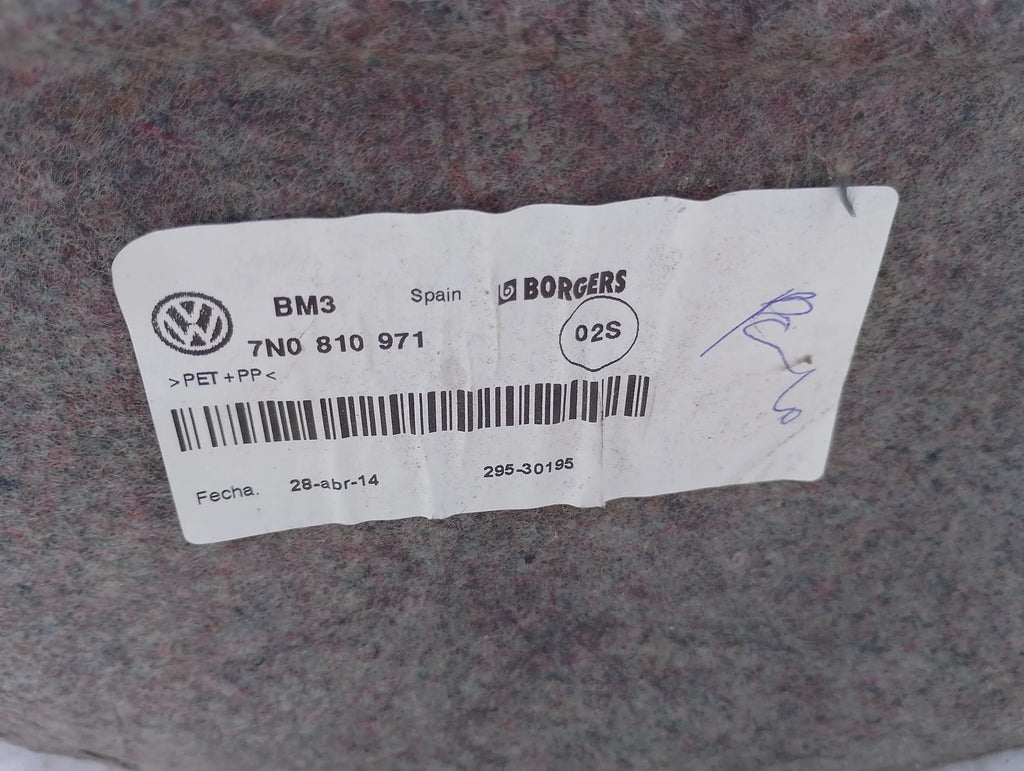 BM3 Spain BORGERS
7N0 810 971 02S
>PET+PP<
Fecha. 28-abr-14 295-30195